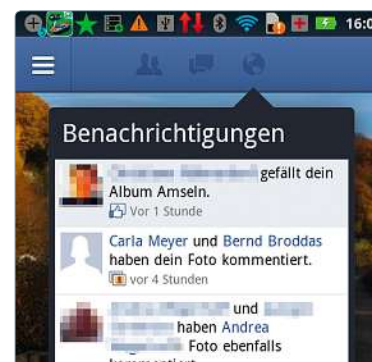 16:0
Benachrichtigungen
gefällt dein
Album Amseln.
Vor 1 Stunde
Carla Meyer und Bernd Broddas
haben dein Foto kommentiert.
vor 4 Stunden
und
haben Andrea
Foto ebenfalls
kommentiert